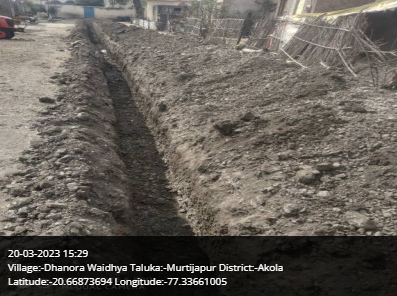 20-03-2023 15:29
Village:-Dhanora Waidhya Taluka:-Murtijapur District:-Akola
Latitude:-20.66873694 Longitude:-77.33661005